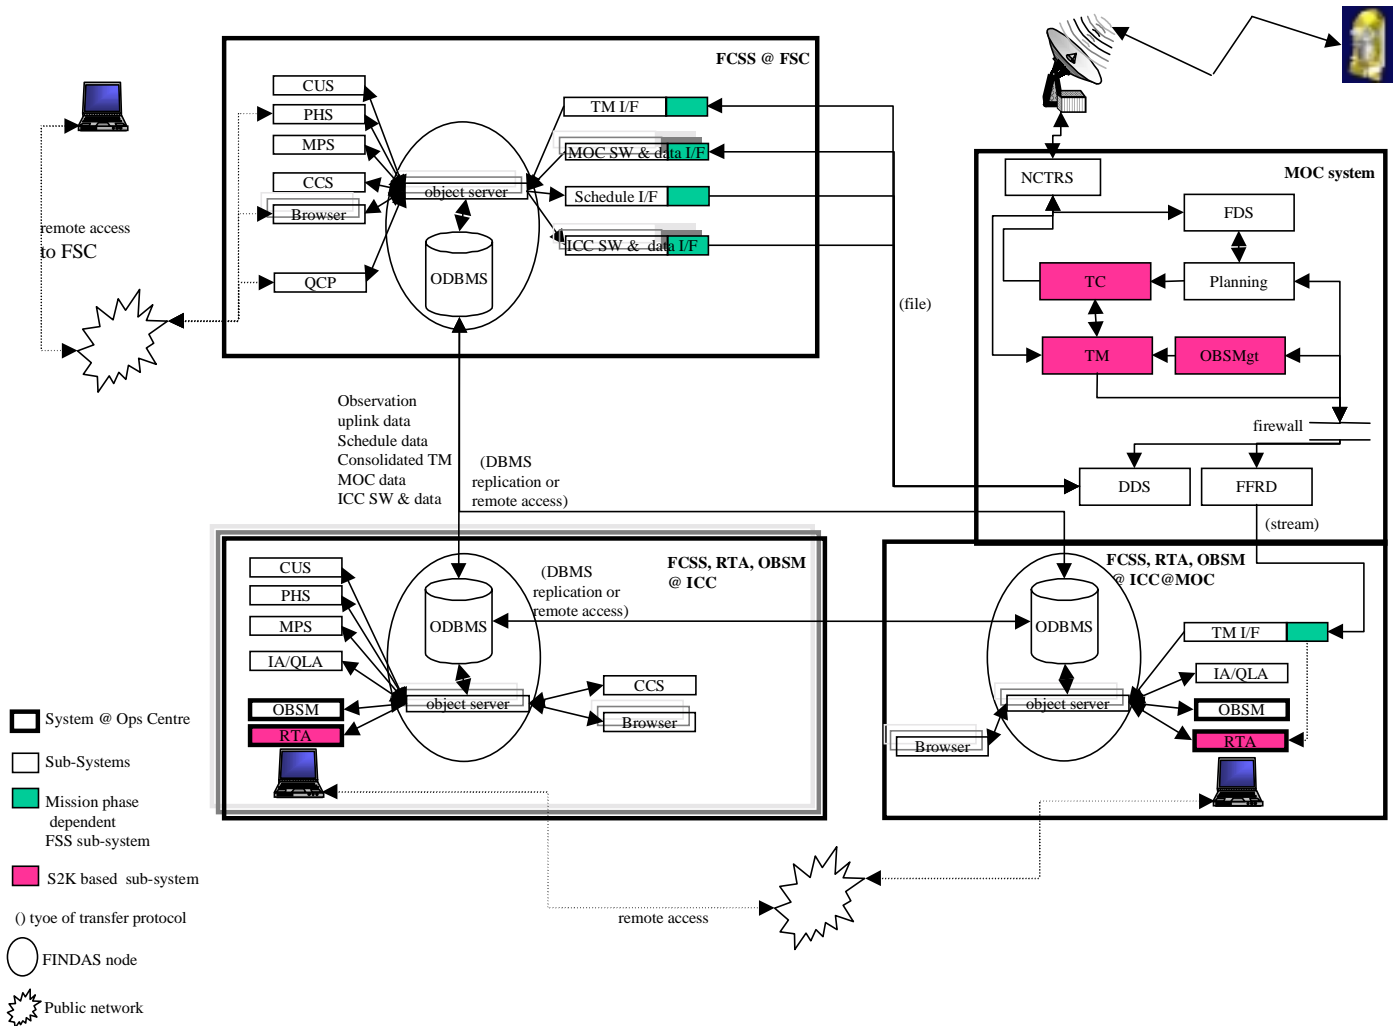 FCSS @ FSC
CUS
PHS
MPS
CCS
Browser
QCP
object server
ODBMS
TM I/F
MOC SW & data I/F
Schedule I/F
ICC SW &  data I/F
remote access
to FSC
(file)
MOC system
NCTRS
FDS
TC
Planning
TM
OBSMgt
firewall
DDS
FFRD
(stream)
Observation
uplink data
Schedule data
Consolidated TM
MOC data
ICC SW & data
(DBMS
replication or
remote access)
FCSS, RTA, OBSM
@ ICC
CUS
PHS
MPS
IA/QLA
OBSM
RTA
ODBMS
object server
CCS
Browser
(DBMS
replication or
remote access)
FCSS, RTA, OBSM
@ ICC@MOC
ODBMS
object server
Browser
TM I/F
IA/QLA
OBSM
RTA
remote access
System @ Ops Centre
Sub-Systems
Mission phase
dependent
FSS sub-system
S2K based  sub-system
() tyoe of transfer protocol
FINDAS node
Public network